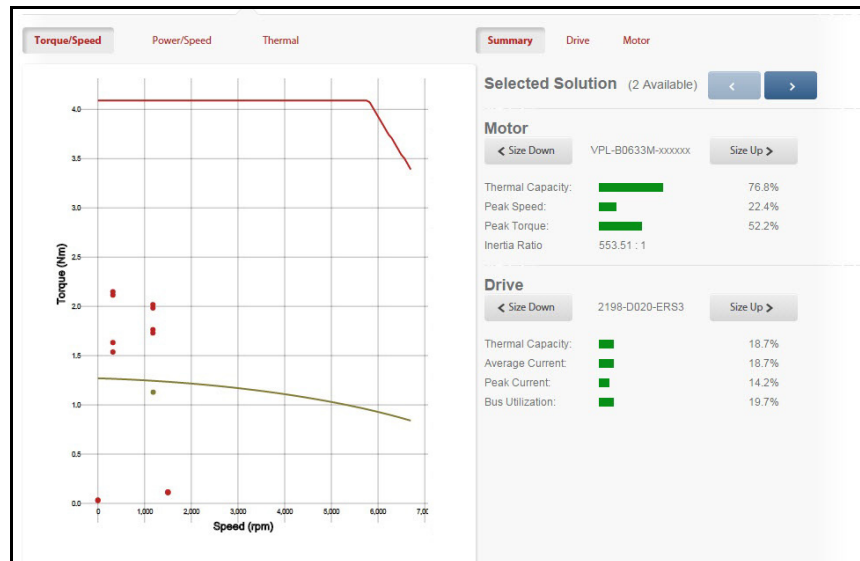 Torque/Speed Power/Speed Thermal
Summary Drive Motor
Selected Solution (2 Available) < >
Motor
< Size Down VPL-B0633M-xxxxxx Size Up >
Thermal Capacity: 76.8%
Peak Speed: 22.4%
Peak Torque: 52.2%
Inertia Ratio 553.51 : 1
Drive
< Size Down 2198-D020-ERS3 Size Up >
Thermal Capacity: 18.7%
Average Current: 18.7%
Peak Current: 14.2%
Bus Utilization: 19.7%
Torque (Nm)
4.0
3.5
3.0
2.5
2.0
1.5
1.0
0.5
0.0
0 1,000 2,000 3,000 4,000 5,000 6,000 7,00
Speed (rpm)